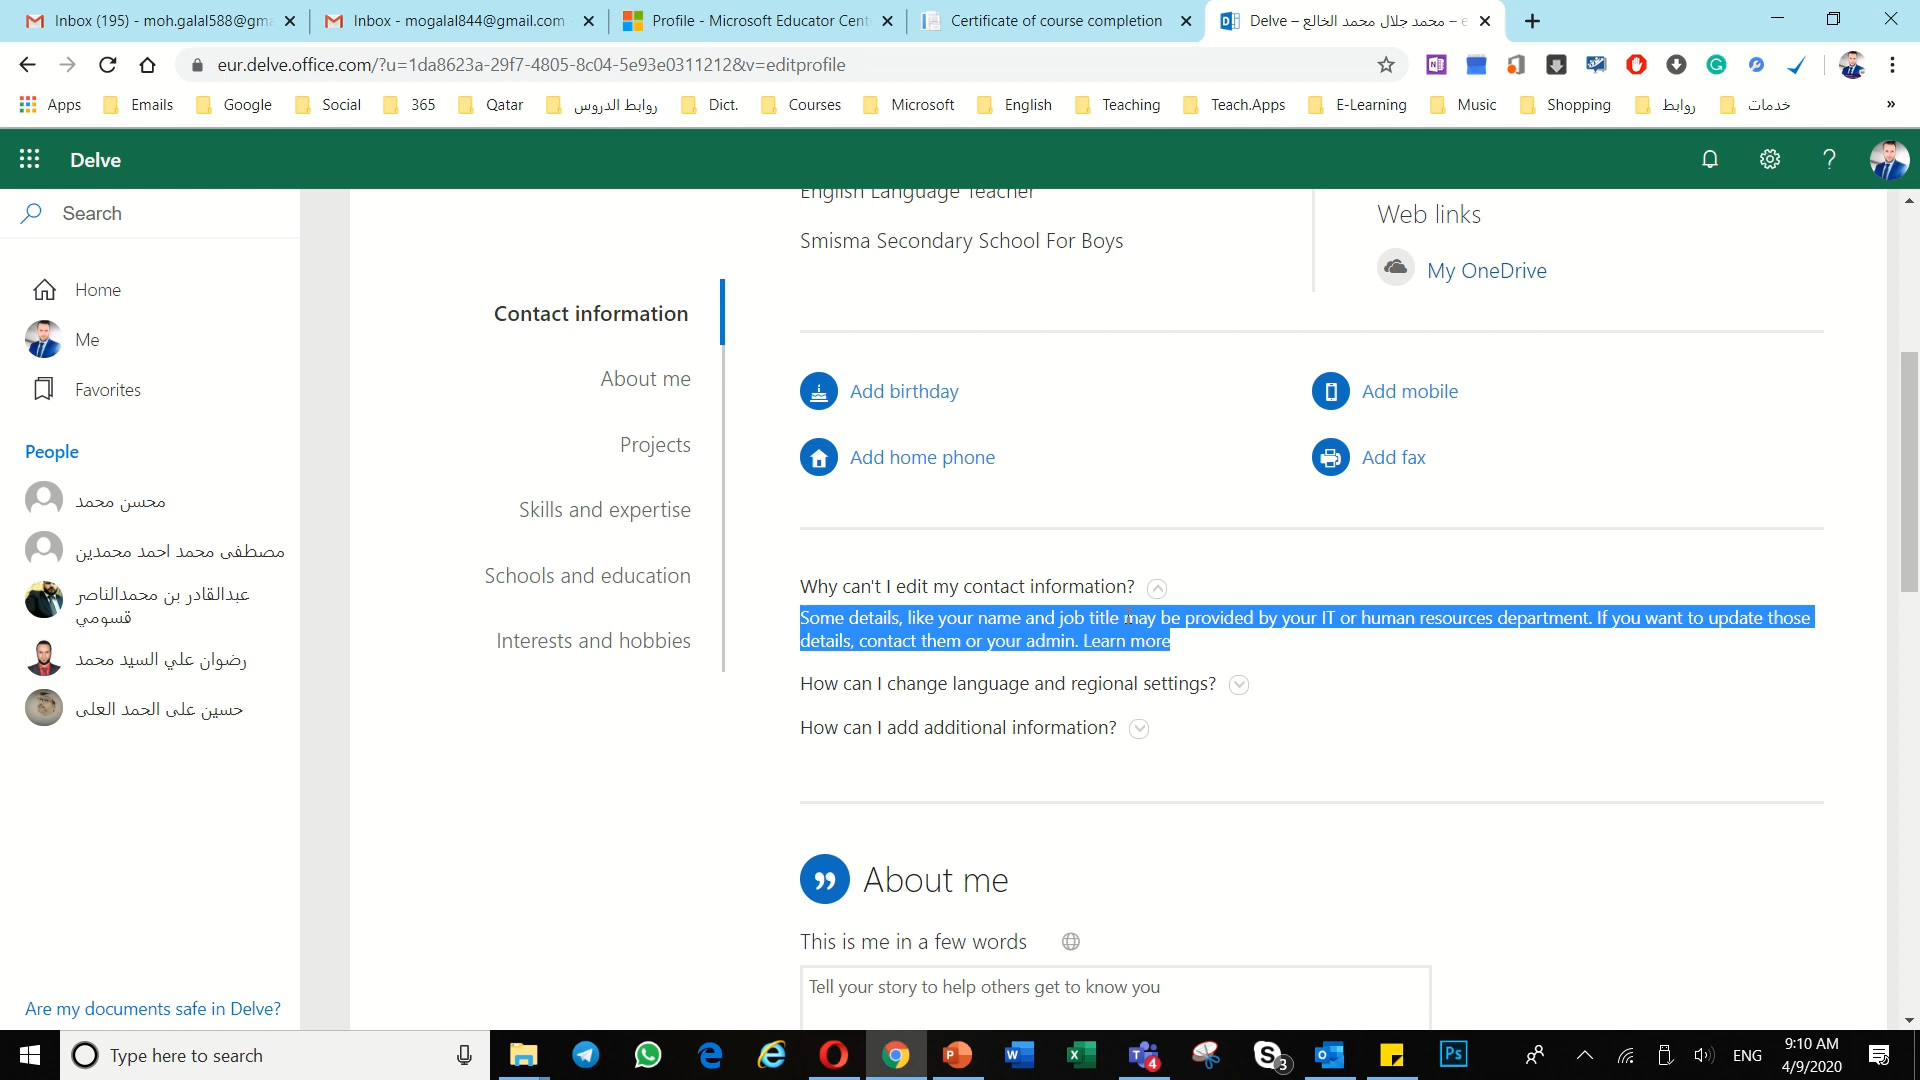 Inbox (195) - moh.galal588@gma
Inbox - mogalal844@gmail.com
Profile - Microsoft Educator Cent
Certificate of course completion
Delve – محمد جلال محمد الخالع – e
eur.delve.office.com/?u=1da8623a-29f7-4805-8c04-5e93e0311212&v=editprofile
Apps
Emails
Google
Social
365
Qatar
روابط الدروس
Dict.
Courses
Microsoft
English
Teaching
Teach.Apps
E-Learning
Music
Shopping
روابط
خدمات
»
Delve
Search
Home
Me
Favorites
People
محسن محمد
مصطفى محمد احمد محمدين
عبدالقادر بن محمدالناصر
قسومي
رضوان علي السيد محمد
حسين على الحمد العلى
Are my documents safe in Delve?
English Language Teacher
Smisma Secondary School For Boys
Web links
My OneDrive
Contact information
About me
Projects
Skills and expertise
Schools and education
Interests and hobbies
Add birthday
Add mobile
Add home phone
Add fax
Why can't I edit my contact information?
Some details, like your name and job title may be provided by your IT or human resources department. If you want to update those
details, contact them or your admin. Learn more
How can I change language and regional settings?
How can I add additional information?
About me
This is me in a few words
Tell your story to help others get to know you
Type here to search
4
3
Ps
ENG
9:10 AM
4/9/2020